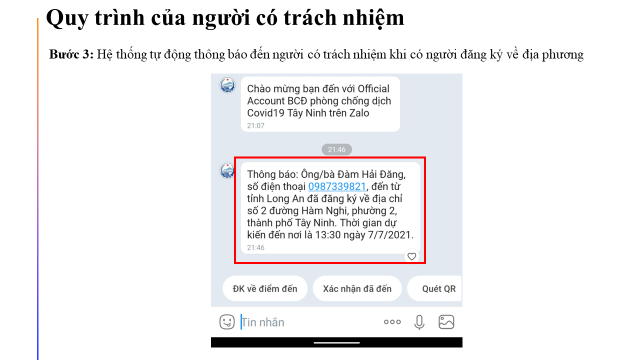 Quy trình của người có trách nhiệm
Bước 3: Hệ thống tự động thông báo đến người có trách nhiệm khi có người đăng ký về địa phương
Chào mừng bạn đến với Official
Account BCĐ phòng chống dịch
Covid19 Tây Ninh trên Zalo
21:07
21:46
Thông báo: Ông/bà Đàm Hải Đăng,
số điện thoại 0987339821, đến từ
tỉnh Long An đã đăng ký về địa chỉ
số 2 đường Hàm Nghi, phường 2,
thành phố Tây Ninh. Thời gian dự
kiến đến nơi là 13:30 ngày 7/7/2021.
21:46
ĐK về điểm đến
Xác nhận đã đến
Quét QR
Tin nhắn